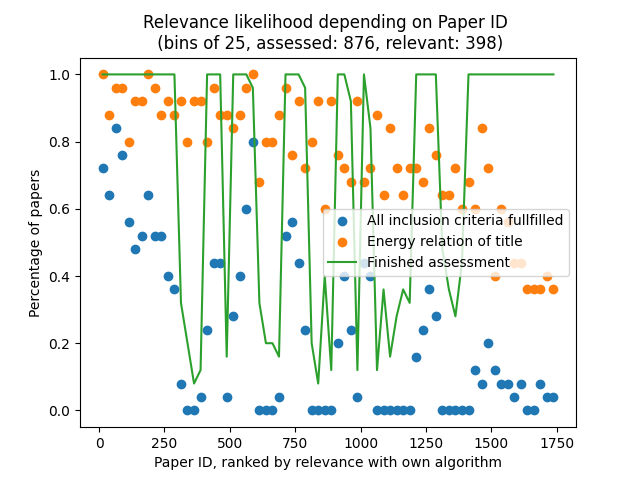 Relevance likelihood depending on Paper ID
(bins of 25, assessed: 876, relevant: 398)
Percentage of papers
1.0
0.8
0.6
0.4
0.2
0.0
All inclusion criteria fullfilled
Energy relation of title
Finished assessment
0 250 500 750 1000 1250 1500 1750
Paper ID, ranked by relevance with own algorithm